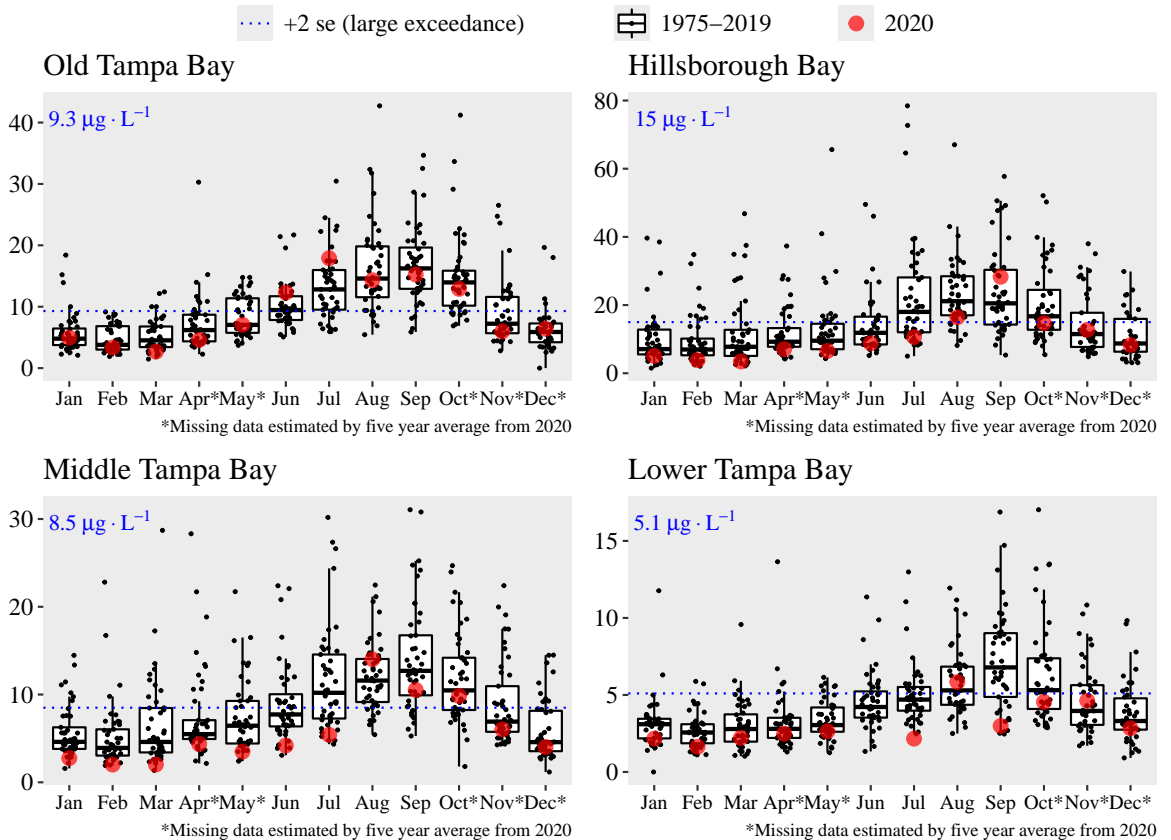 +2 se (large exceedance) 1975–2019 2020
Old Tampa Bay
9.3 μg · L⁻¹
40
30
20
10
0
Jan Feb Mar Apr* May* Jun Jul Aug Sep Oct* Nov* Dec*
*Missing data estimated by five year average from 2020
Hillsborough Bay
15 μg · L⁻¹
80
60
40
20
0
Jan Feb Mar Apr* May* Jun Jul Aug Sep Oct* Nov* Dec*
*Missing data estimated by five year average from 2020
Middle Tampa Bay
8.5 μg · L⁻¹
30
20
10
0
Jan Feb Mar Apr* May* Jun Jul Aug Sep Oct* Nov* Dec*
*Missing data estimated by five year average from 2020
Lower Tampa Bay
5.1 μg · L⁻¹
15
10
5
0
Jan Feb Mar Apr* May* Jun Jul Aug Sep Oct* Nov* Dec*
*Missing data estimated by five year average from 2020